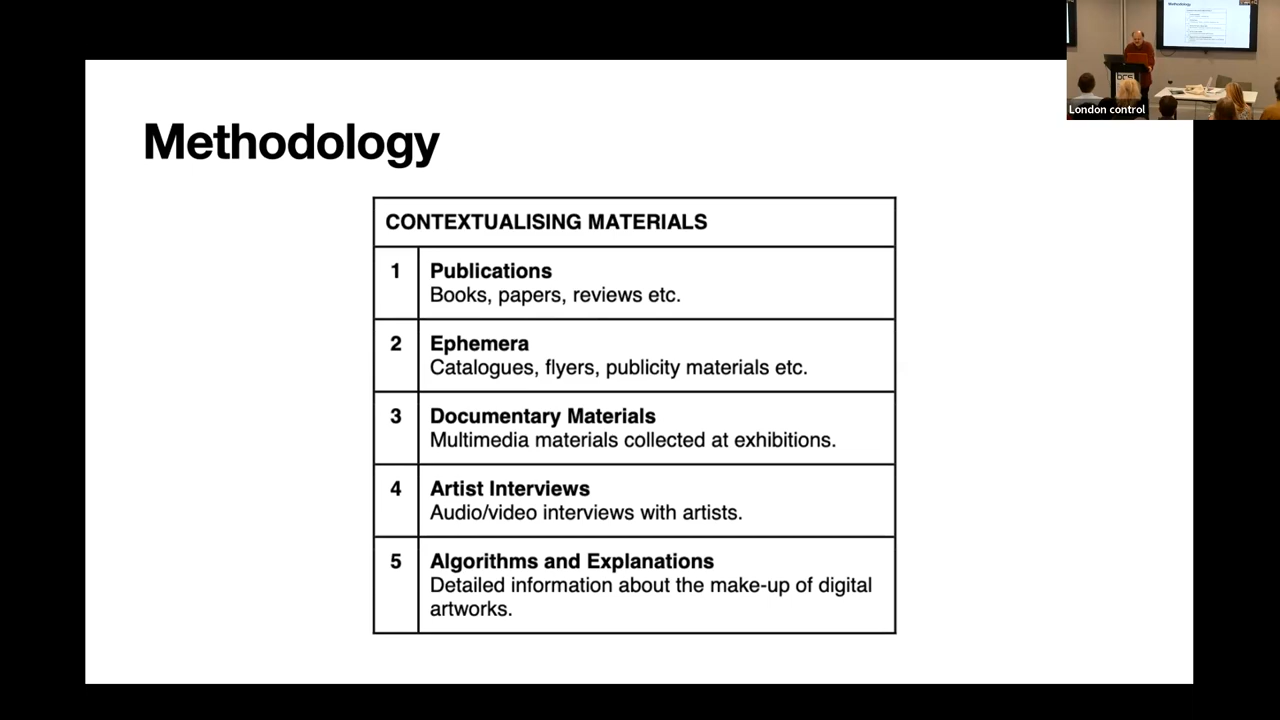 Methodology
CONTEXTUALISING MATERIALS
1
Publications
Books, papers, reviews etc.
2
Ephemera
Catalogues, flyers, publicity materials etc.
3
Documentary Materials
Multimedia materials collected at exhibitions.
4
Artist Interviews
Audio/video interviews with artists.
5
Algorithms and Explanations
Detailed information about the make-up of digital
artworks.
Methodology
bcs
London control